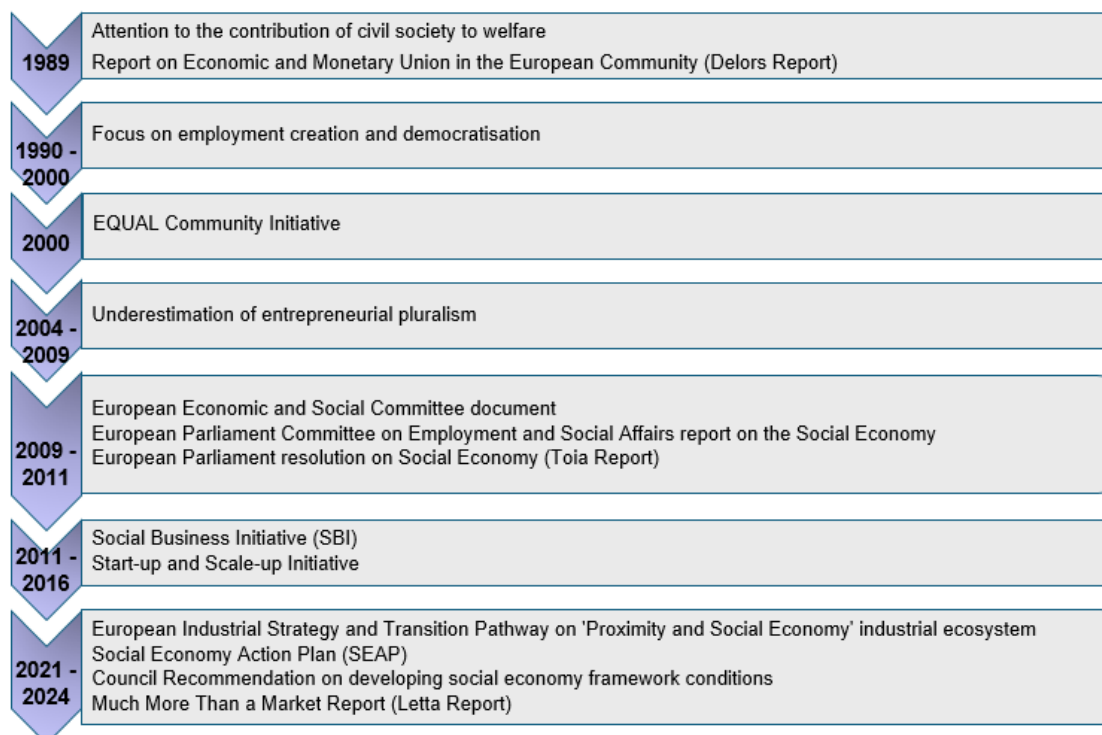 1989
Attention to the contribution of civil society to welfare
Report on Economic and Monetary Union in the European Community (Delors Report)
1990 -
2000
Focus on employment creation and democratisation
2000
EQUAL Community Initiative
2004 -
2009
Underestimation of entrepreneurial pluralism
2009 -
2011
European Economic and Social Committee document
European Parliament Committee on Employment and Social Affairs report on the Social Economy
European Parliament resolution on Social Economy (Toia Report)
2011 -
2016
Social Business Initiative (SBI)
Start-up and Scale-up Initiative
2021 -
2024
European Industrial Strategy and Transition Pathway on 'Proximity and Social Economy' industrial ecosystem
Social Economy Action Plan (SEAP)
Council Recommendation on developing social economy framework conditions
Much More Than a Market Report (Letta Report)